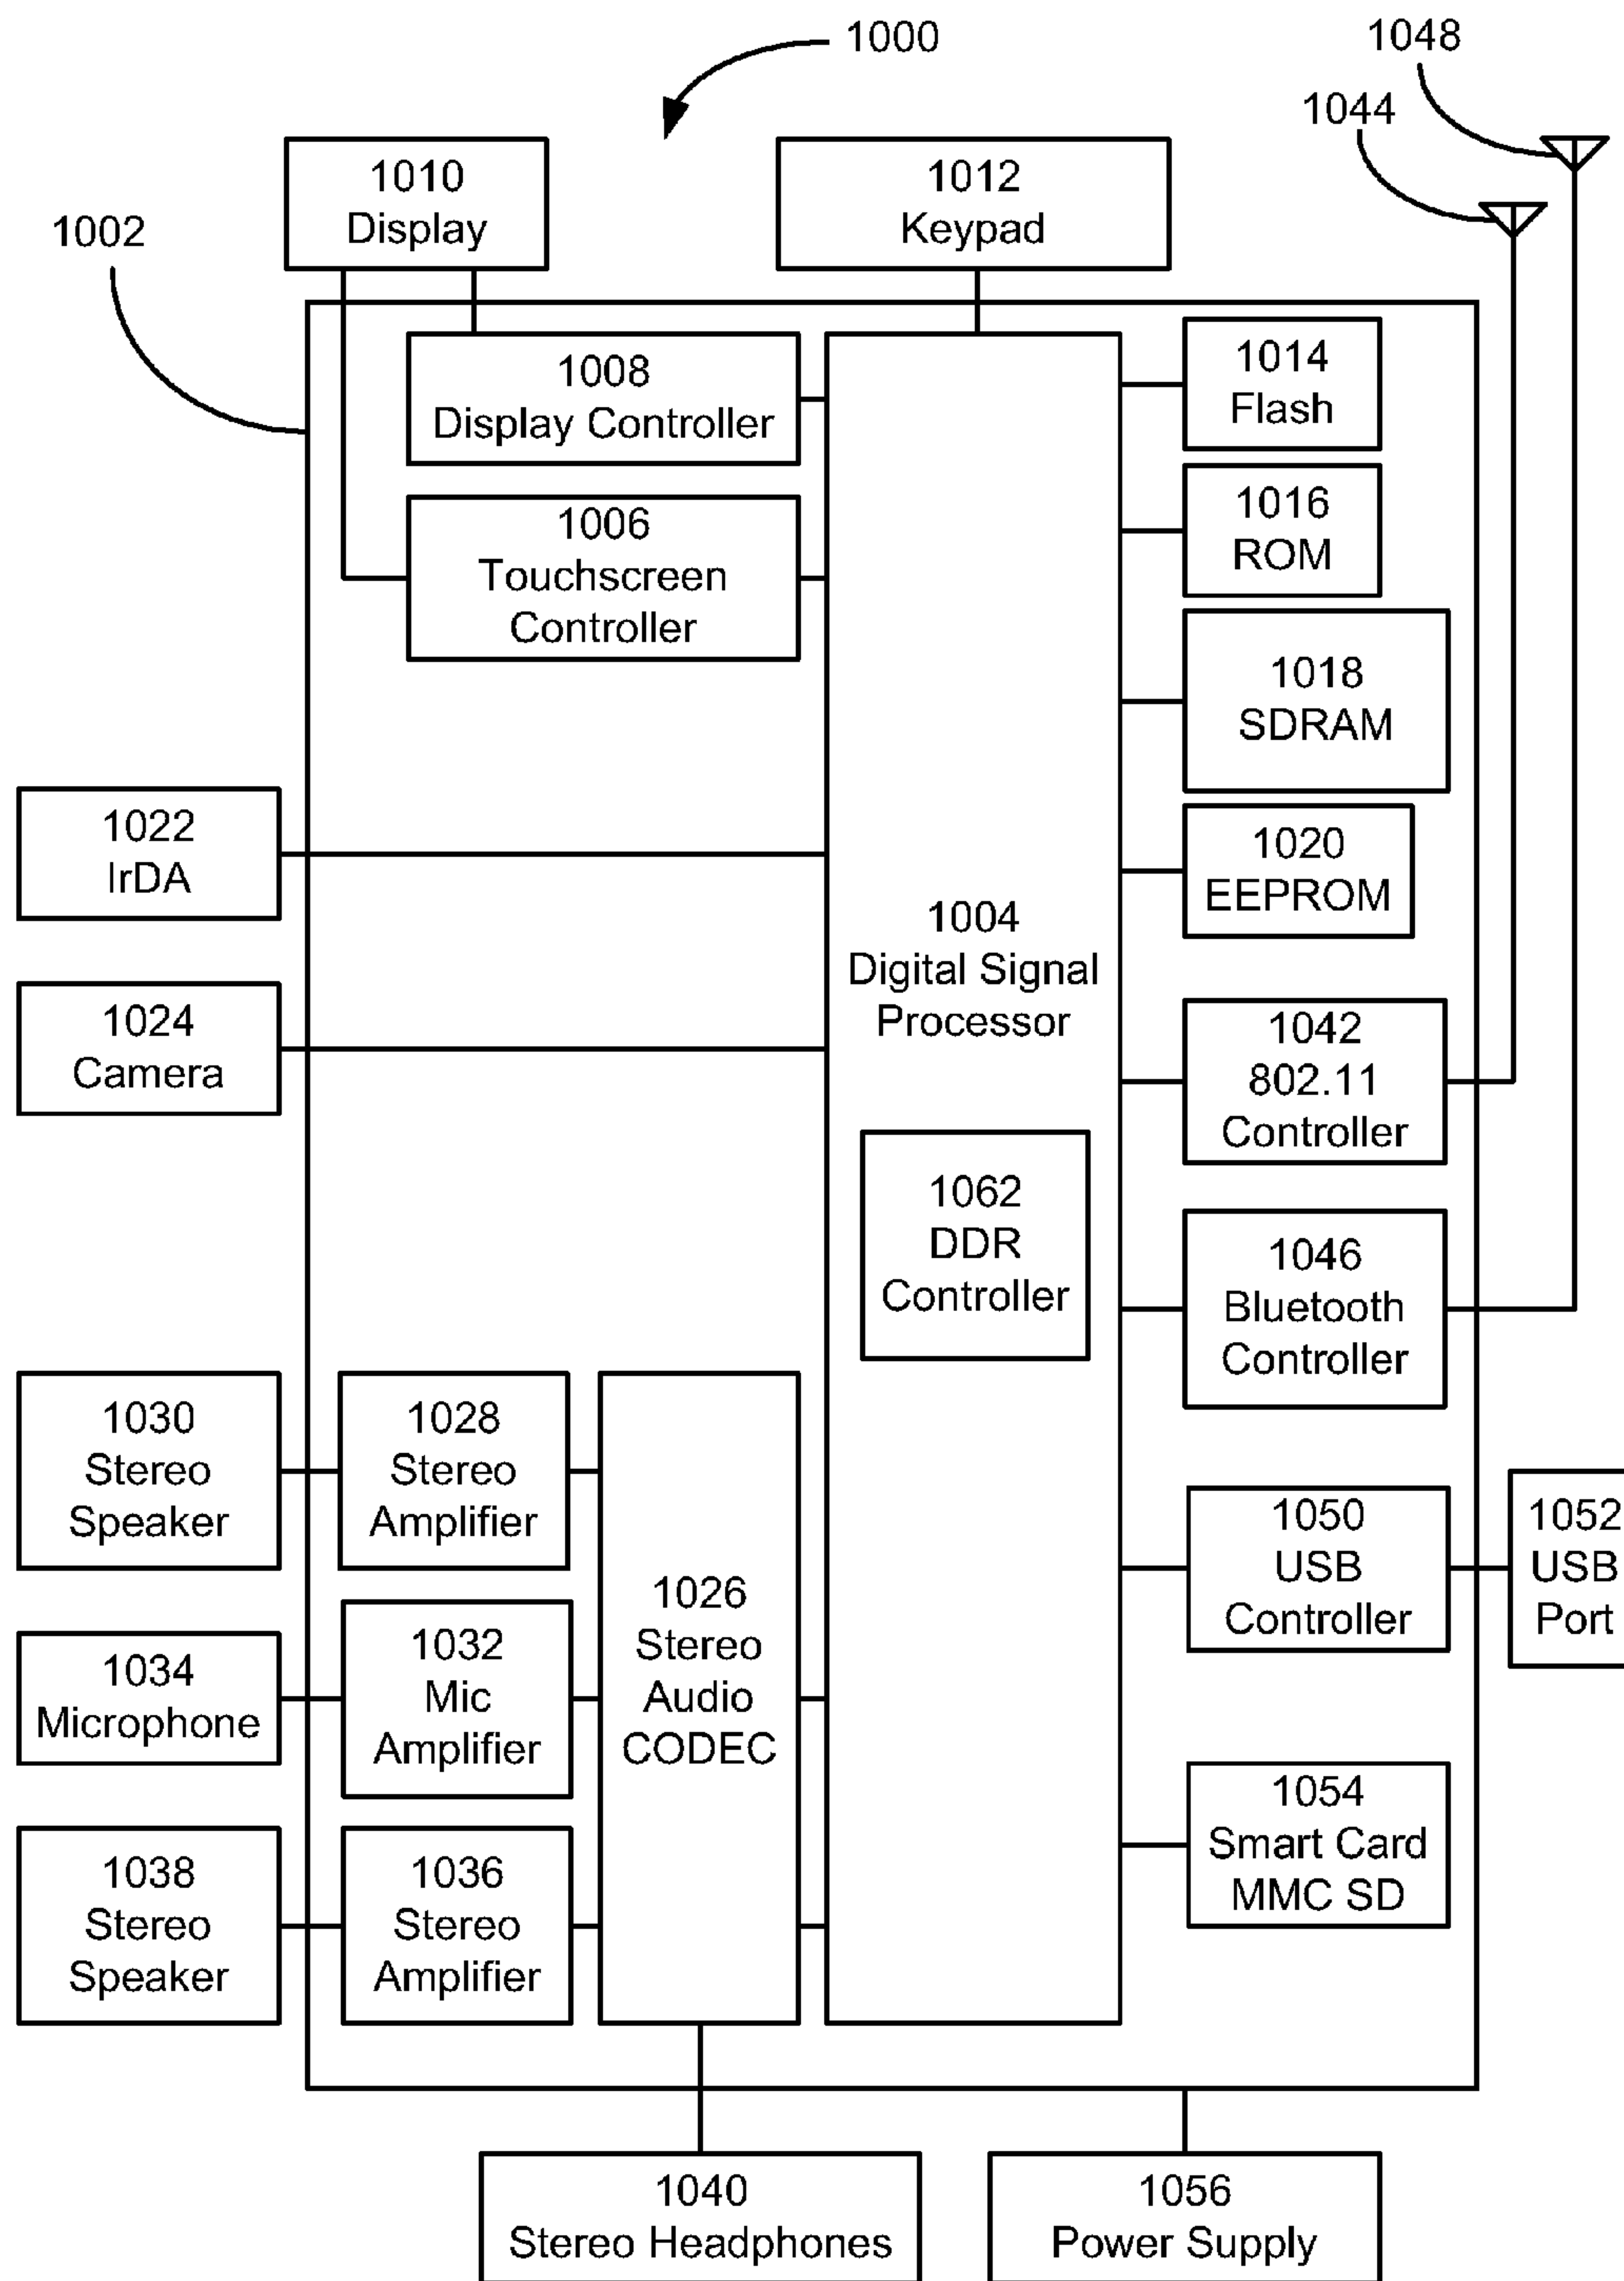 1000
1048
1044
1010
Display
1012
Keypad
1002
1008
Display Controller
1014
Flash
1006
Touchscreen
Controller
1016
ROM
1018
SDRAM
1022
IrDA
1020
EEPROM
1004
Digital Signal
Processor
1024
Camera
1042
802.11
Controller
1062
DDR
Controller
1046
Bluetooth
Controller
1030
Stereo
Speaker
1028
Stereo
Amplifier
1026
Stereo
Audio
CODEC
1050
USB
Controller
1052
USB
Port
1034
Microphone
1032
Mic
Amplifier
1054
Smart Card
MMC SD
1038
Stereo
Speaker
1036
Stereo
Amplifier
1040
Stereo Headphones
1056
Power Supply